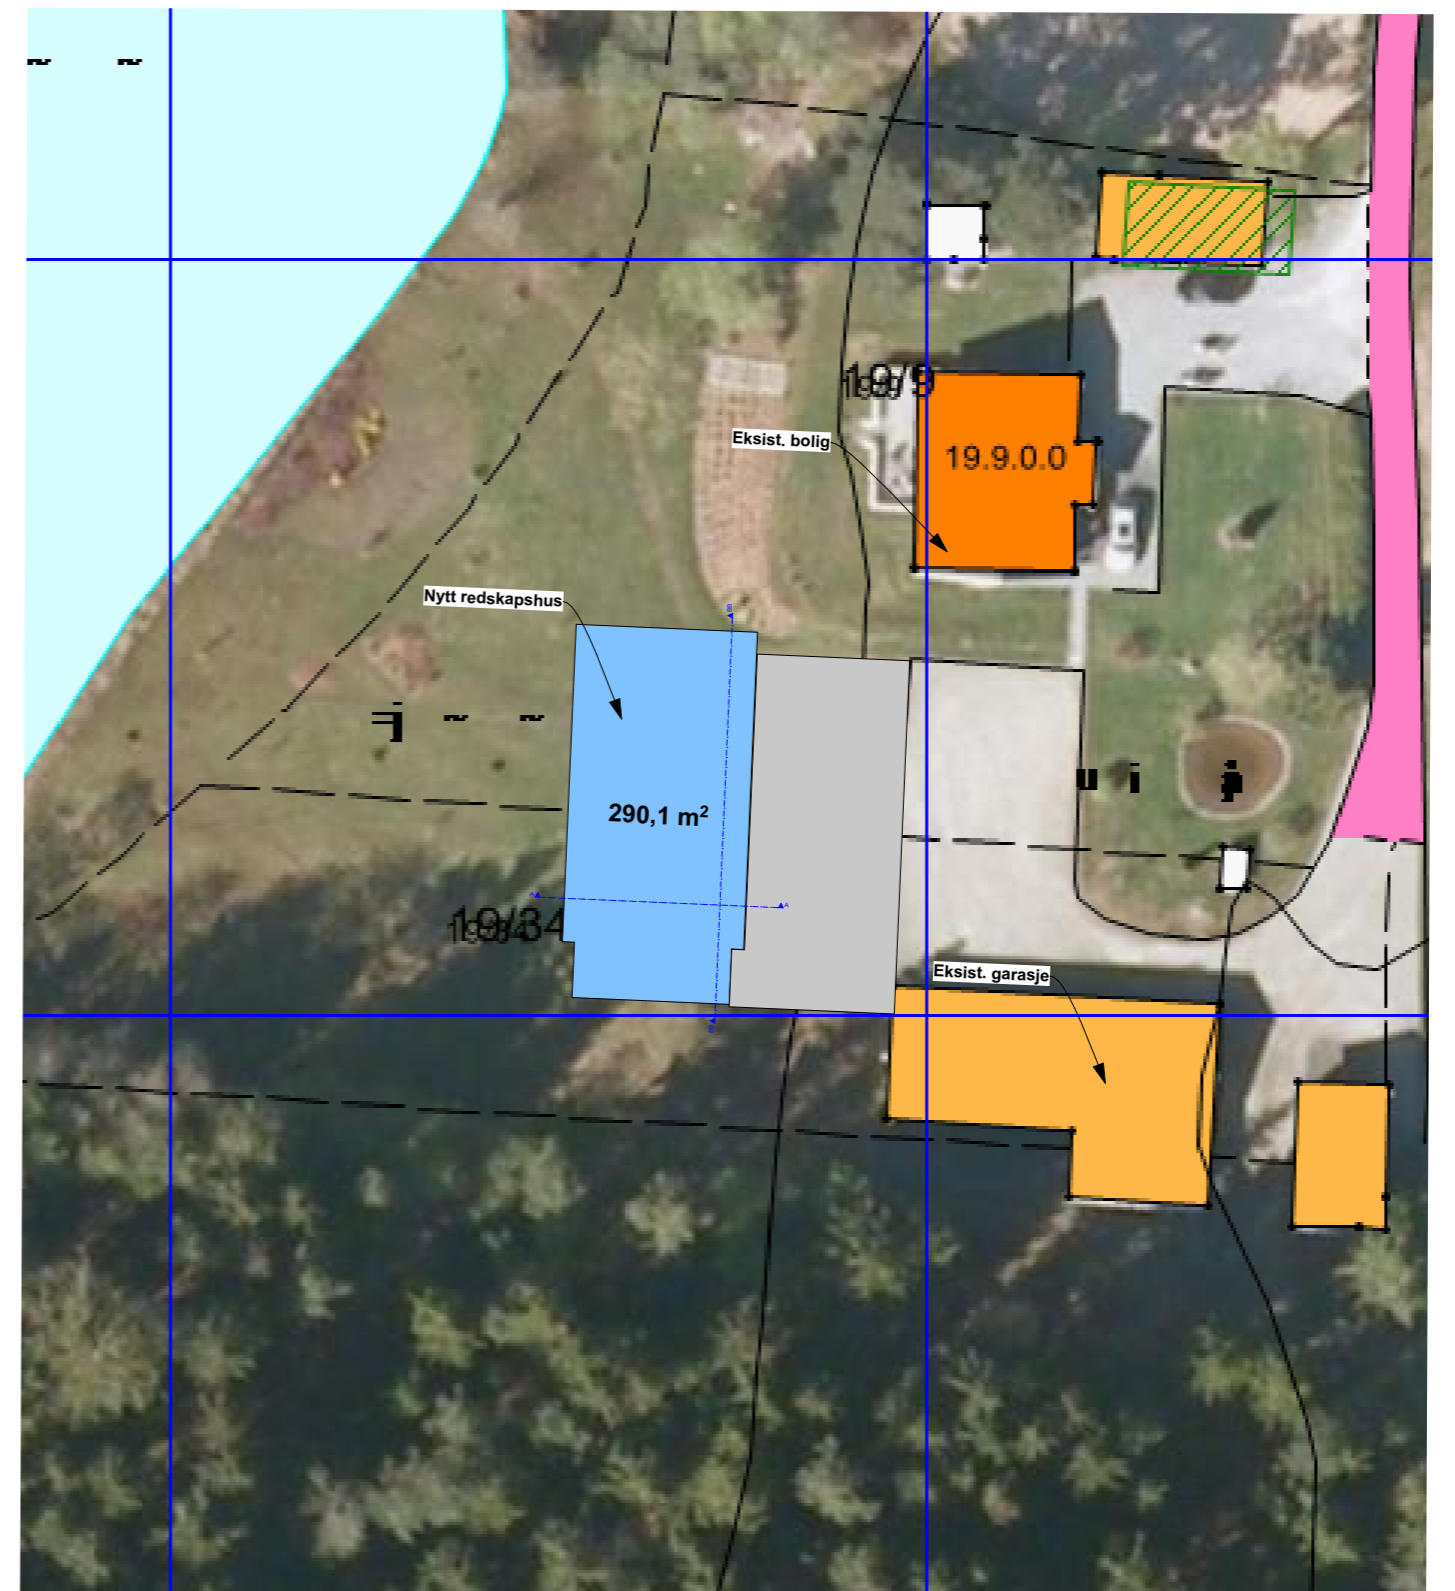 19/9
Eksist. bolig
19.9.0.0
Nytt redskapshus
290,1 m²
19/34
Eksist. garasje
A
A